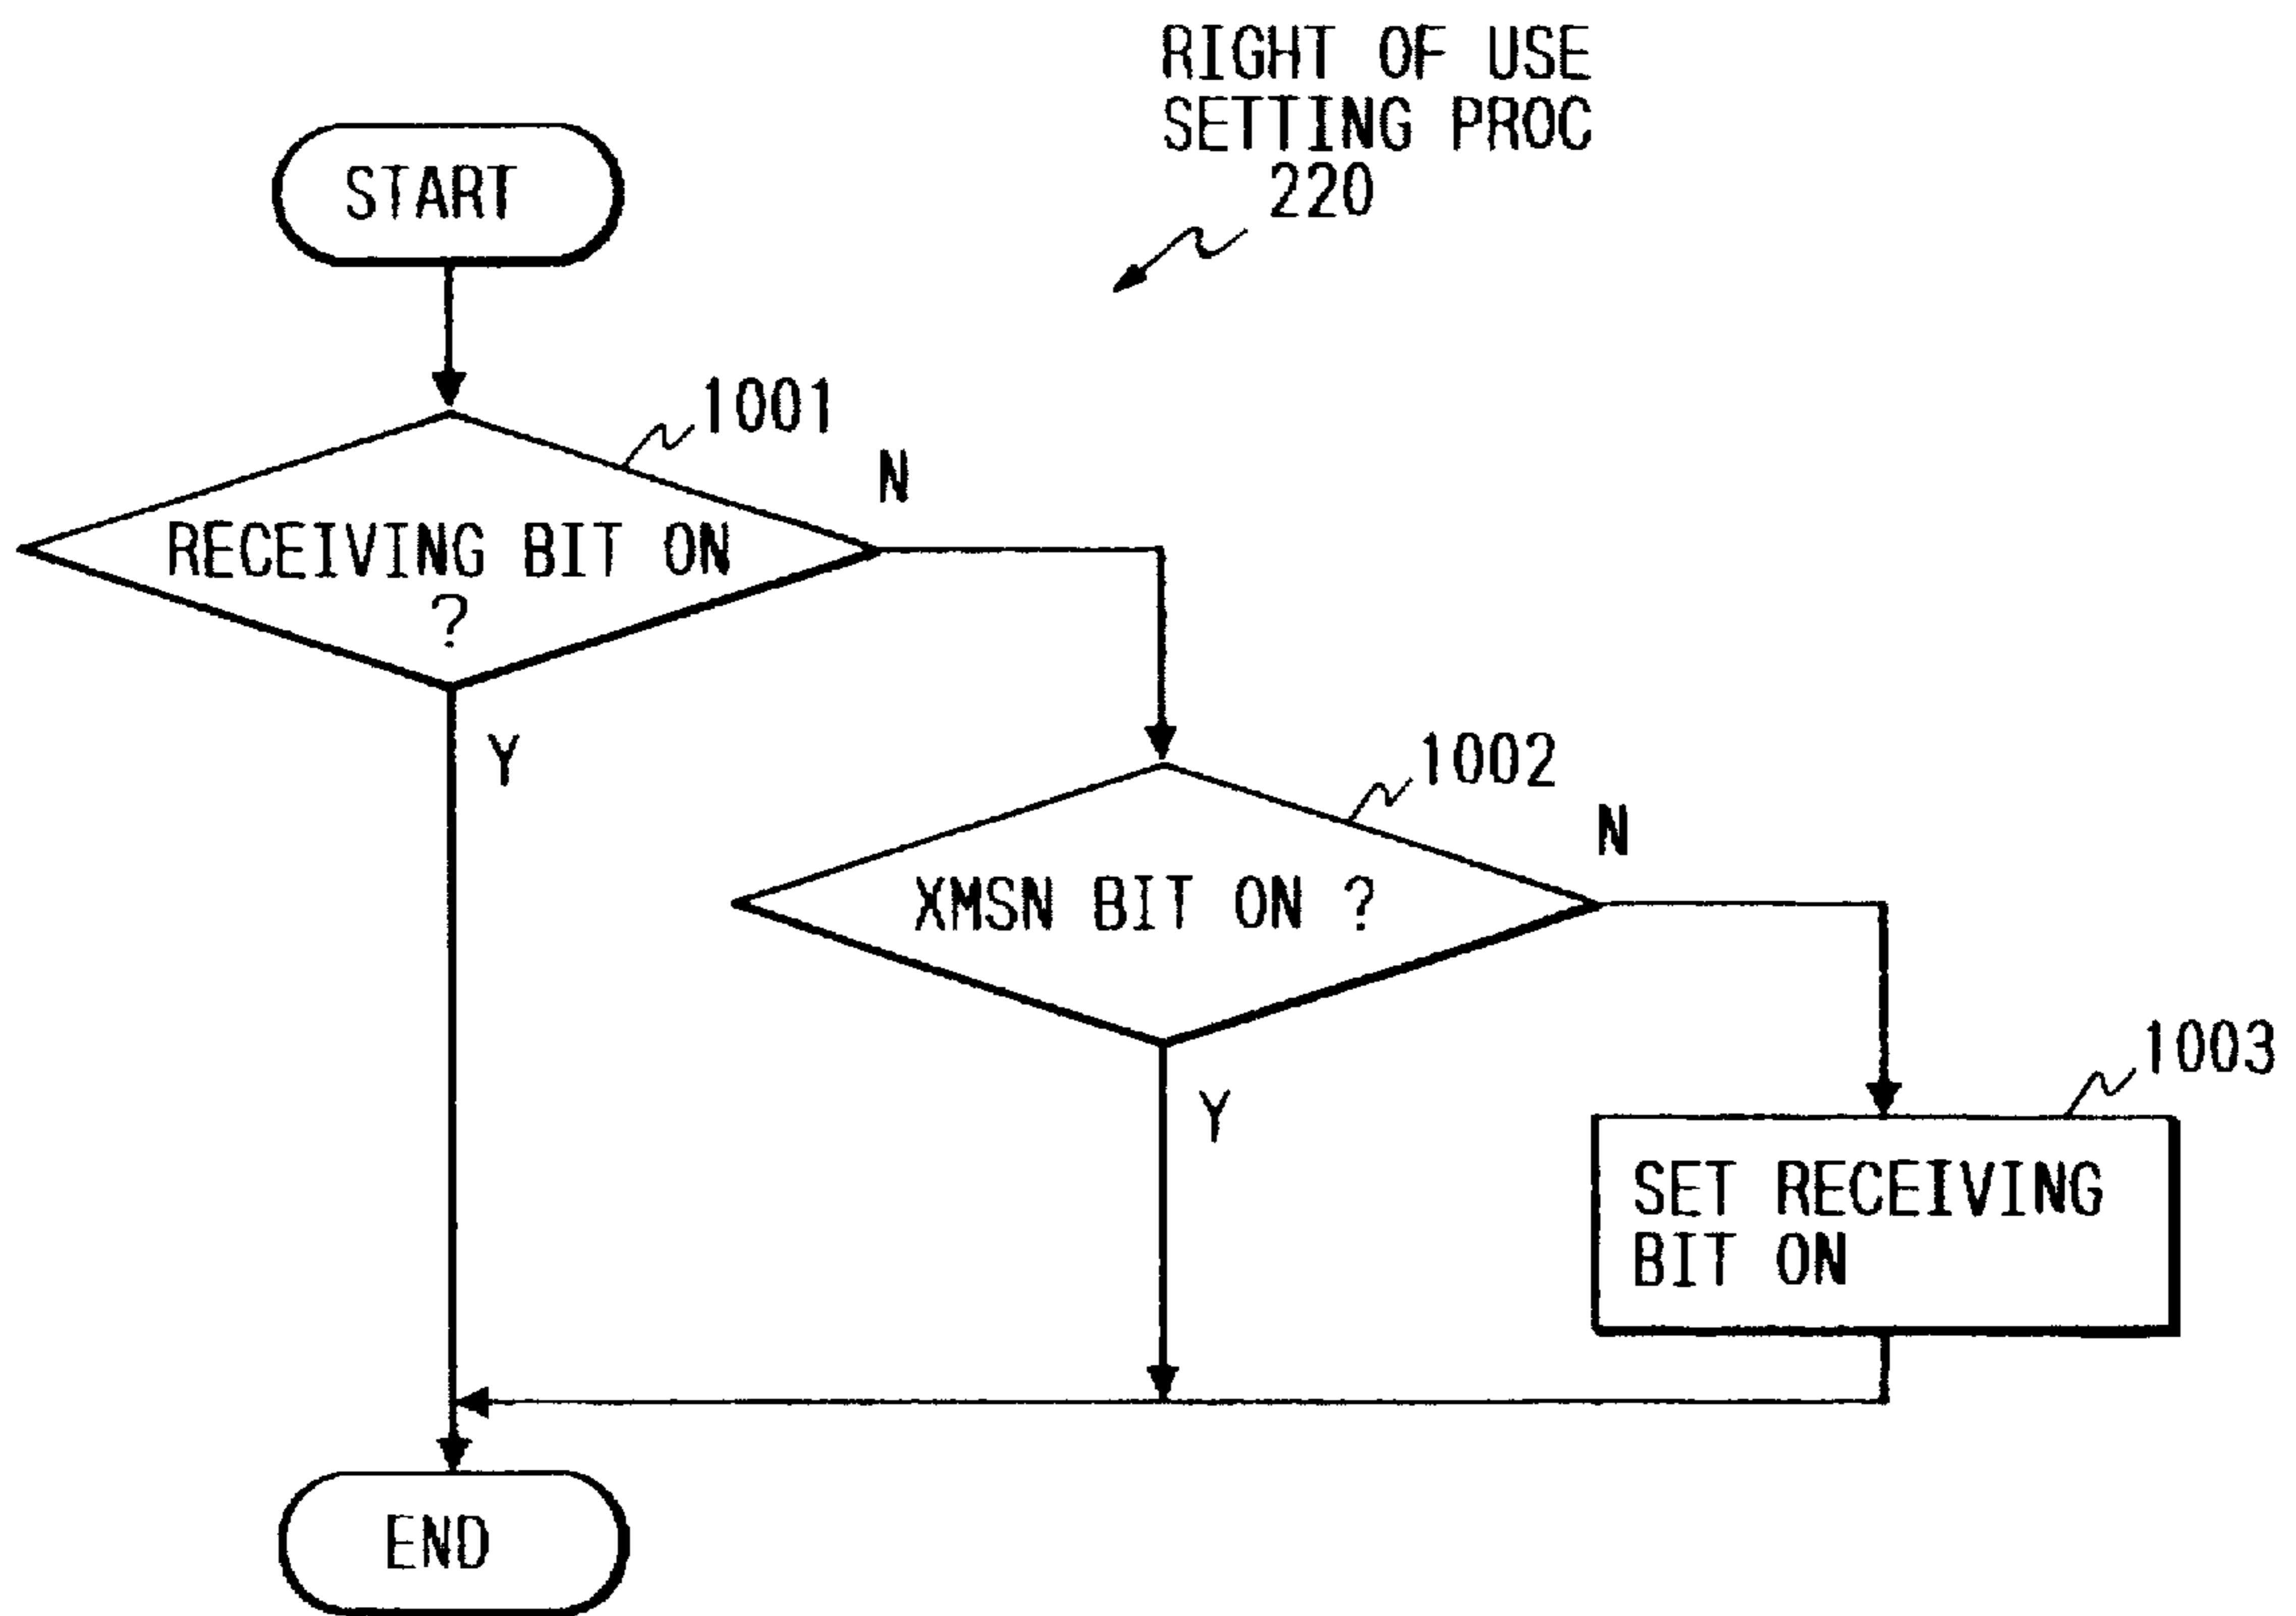 RIGHT OF USE
SETTING PROC
220
START
1001
N
RECEIVING BIT ON
?
Y
1002
N
XMSN BIT ON ?
Y
1003
SET RECEIVING
BIT ON
END